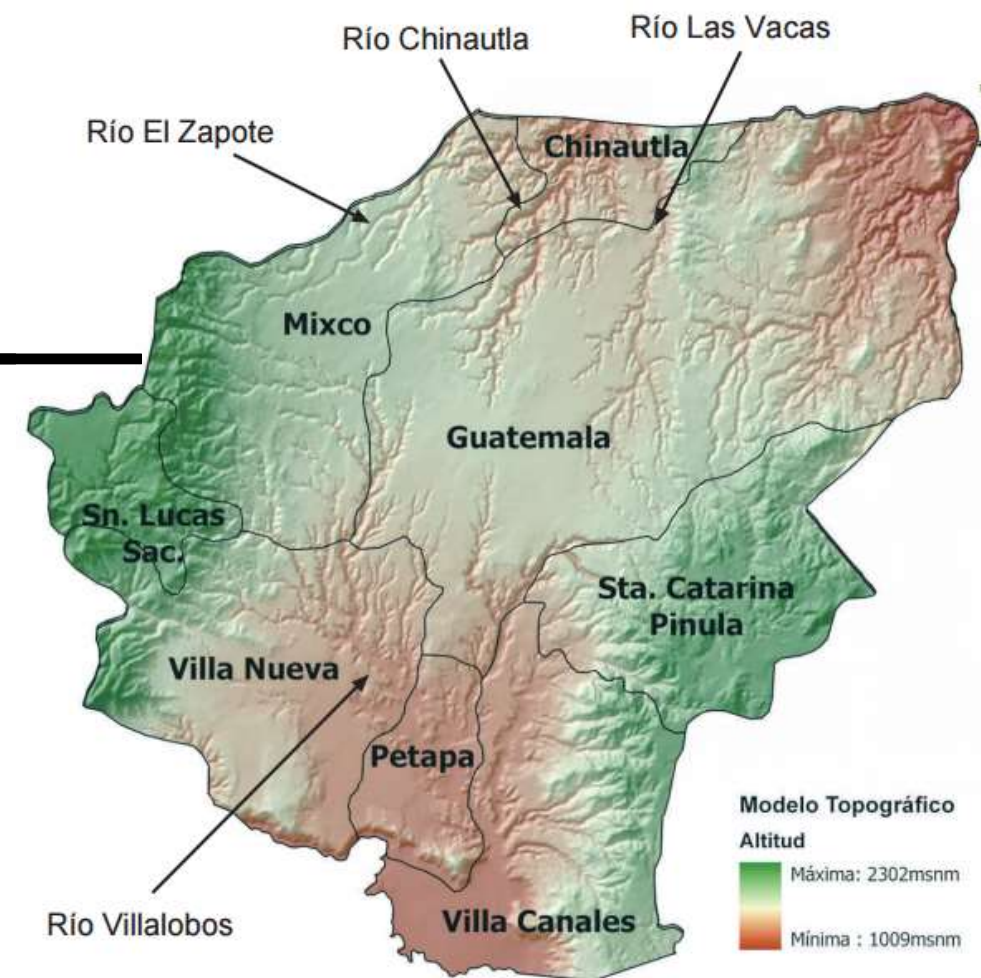 Río Chinautla
Río Las Vacas
Río El Zapote
Chinautla
Mixco
Guatemala
Sn. Lucas
Sac.
Sta. Catarina
Pinula
Villa Nueva
Petapa
Río Villalobos
Villa Canales
Modelo Topográfico
Altitud
Máxima: 2302msnm
Mínima : 1009msnm